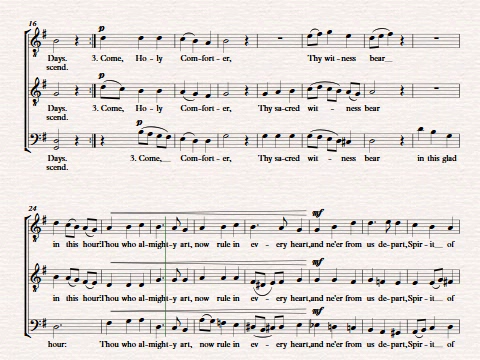 16
p
Days. 3. Come, Ho - ly Com-fort - er, Thy wit - ness bear
scend.
p
Days. 3. Come, Ho - ly Com-fort - er, Thy sa-cred wit - ness bear
scend.
p
Days. 3. Come, Com-fort - er, Thy sa-cred wit - ness bear in this glad
scend.
24
mf
in this hour: Thou who al-might-y art, now rule in ev - ery heart, and ne'er from us de-part, Spir - it of
mf
in this hour: Thou who al-might-y art, now rule in ev - ery heart, and ne'er from us de-part, Spir - it of
mf
hour: Thou who al-might-y art, now rule in ev - ery heart, and ne'er from us de-part, Spir - it of